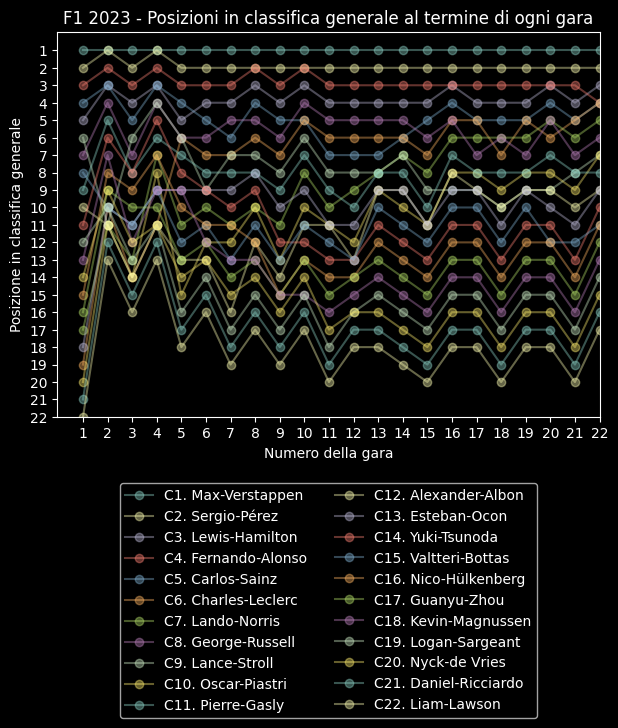 F1 2023 - Posizioni in classifica generale al termine di ogni gara
Posizione in classifica generale
1
2
3
4
5
6
7
8
9
10
11
12
13
14
15
16
17
18
19
20
21
22
1 2 3 4 5 6 7 8 9 10 11 12 13 14 15 16 17 18 19 20 21 22
Numero della gara
C1. Max-Verstappen
C2. Sergio-Pérez
C3. Lewis-Hamilton
C4. Fernando-Alonso
C5. Carlos-Sainz
C6. Charles-Leclerc
C7. Lando-Norris
C8. George-Russell
C9. Lance-Stroll
C10. Oscar-Piastri
C11. Pierre-Gasly
C12. Alexander-Albon
C13. Esteban-Ocon
C14. Yuki-Tsunoda
C15. Valtteri-Bottas
C16. Nico-Hülkenberg
C17. Guanyu-Zhou
C18. Kevin-Magnussen
C19. Logan-Sargeant
C20. Nyck-de Vries
C21. Daniel-Ricciardo
C22. Liam-Lawson